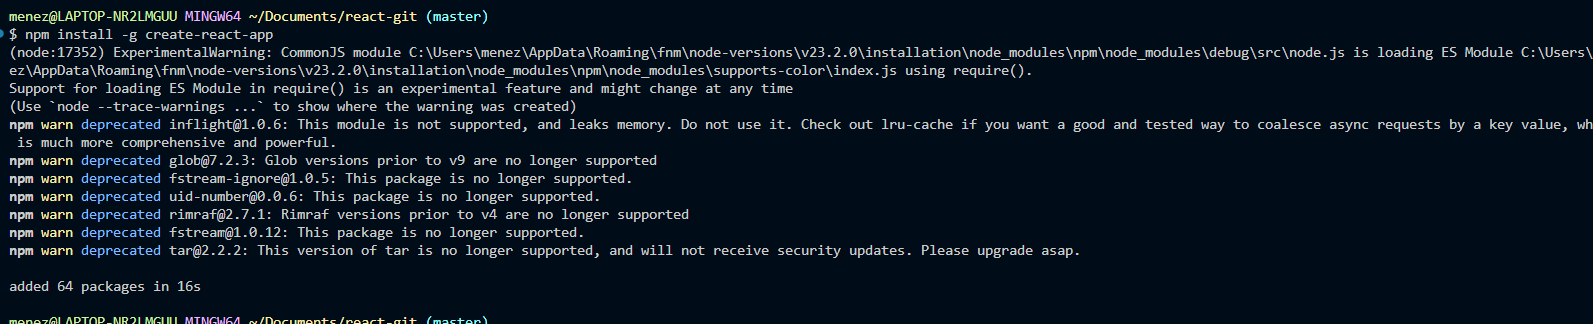 menez@LAPTOP-NR2LMGUU MINGW64 ~/Documents/react-git (master)
$ npm install -g create-react-app
(node:17352) ExperimentalWarning: CommonJS module C:\Users\menez\AppData\Roaming\fnm\node-versions\v23.2.0\installation\node_modules\npm\node_modules\debug\src\node.js is loading ES Module C:\Users\
ez\AppData\Roaming\fnm\node-versions\v23.2.0\installation\node_modules\npm\node_modules\supports-color\index.js using require().
Support for loading ES Module in require() is an experimental feature and might change at any time
(Use `node --trace-warnings ...` to show where the warning was created)
npm warn deprecated inflight@1.0.6: This module is not supported, and leaks memory. Do not use it. Check out lru-cache if you want a good and tested way to coalesce async requests by a key value, wh
is much more comprehensive and powerful.
npm warn deprecated glob@7.2.3: Glob versions prior to v9 are no longer supported
npm warn deprecated fstream-ignore@1.0.5: This package is no longer supported.
npm warn deprecated uid-number@0.0.6: This package is no longer supported.
npm warn deprecated rimraf@2.7.1: Rimraf versions prior to v4 are no longer supported
npm warn deprecated fstream@1.0.12: This package is no longer supported.
npm warn deprecated tar@2.2.2: This version of tar is no longer supported, and will not receive security updates. Please upgrade asap.
added 64 packages in 16s
menez@LAPTOP-NR2LMGUU MINGW64 ~/Documents/react-git (master)